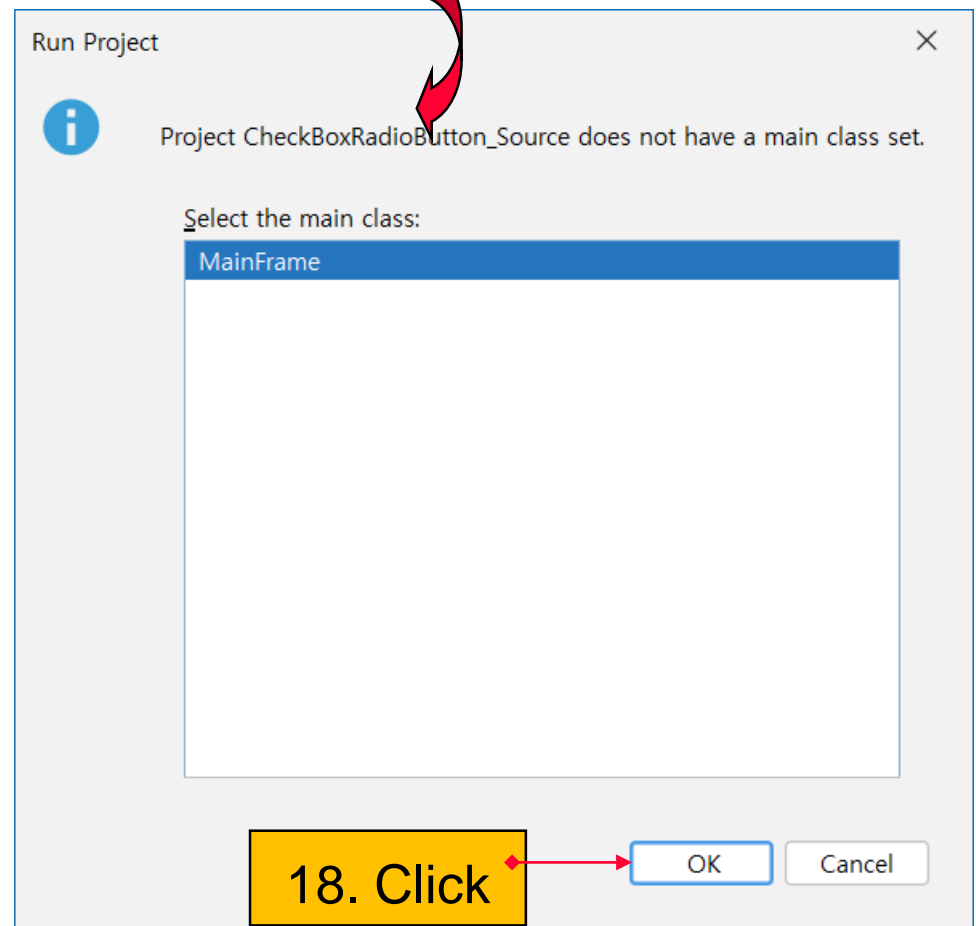 Run Project
Project CheckBoxRadioButton_Source does not have a main class set.
Select the main class:
MainFrame
18. Click
OK
Cancel